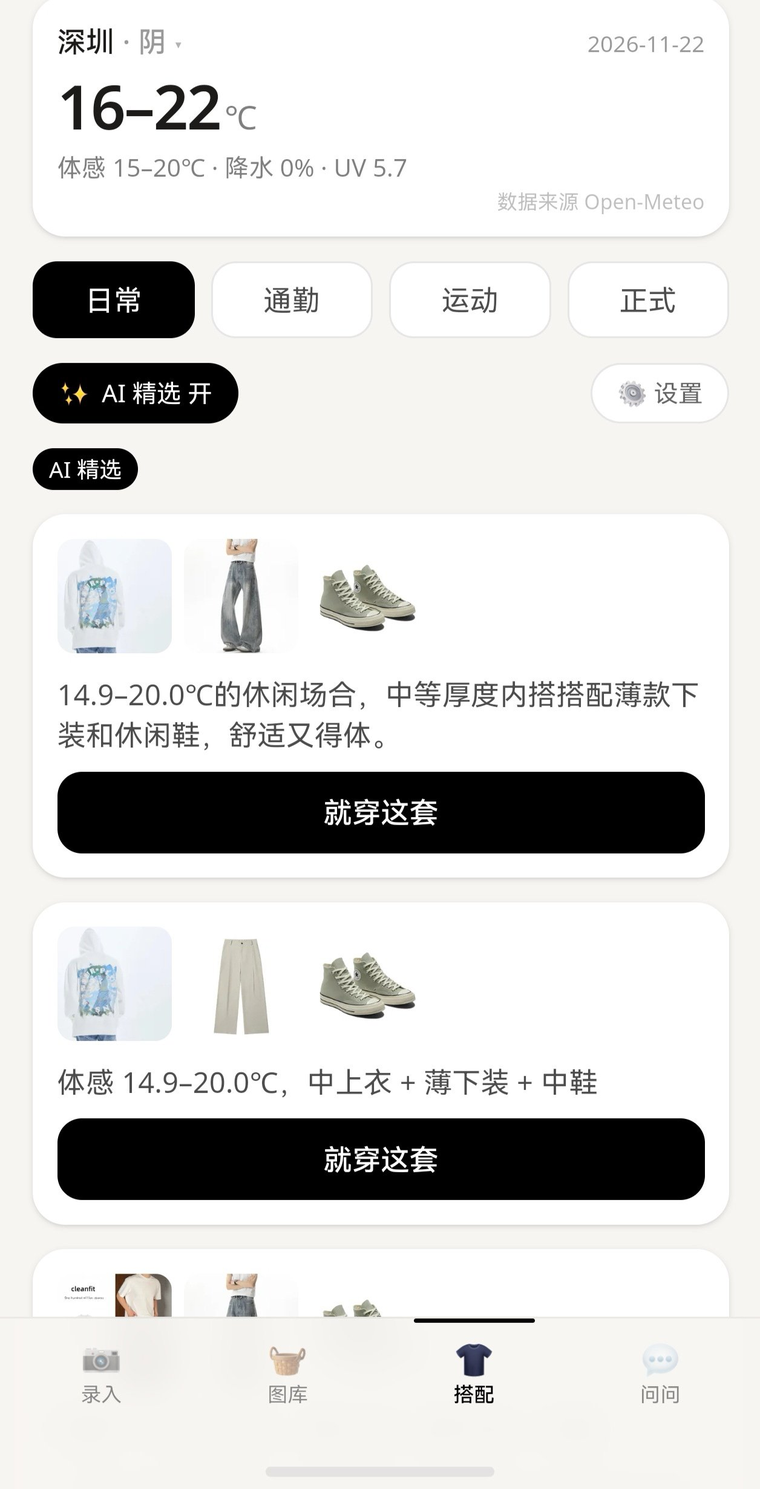 深圳 · 阴 ▾
2026-11-22
16–22℃
体感 15–20℃ · 降水 0% · UV 5.7
数据来源 Open-Meteo
日常
通勤
运动
正式
✨ AI 精选 开
设置
AI 精选
14.9–20.0℃的休闲场合，中等厚度内搭搭配薄款下
装和休闲鞋，舒适又得体。
就穿这套
体感 14.9–20.0℃，中上衣 + 薄下装 + 中鞋
就穿这套
cleanfit
录入
图库
搭配
问问